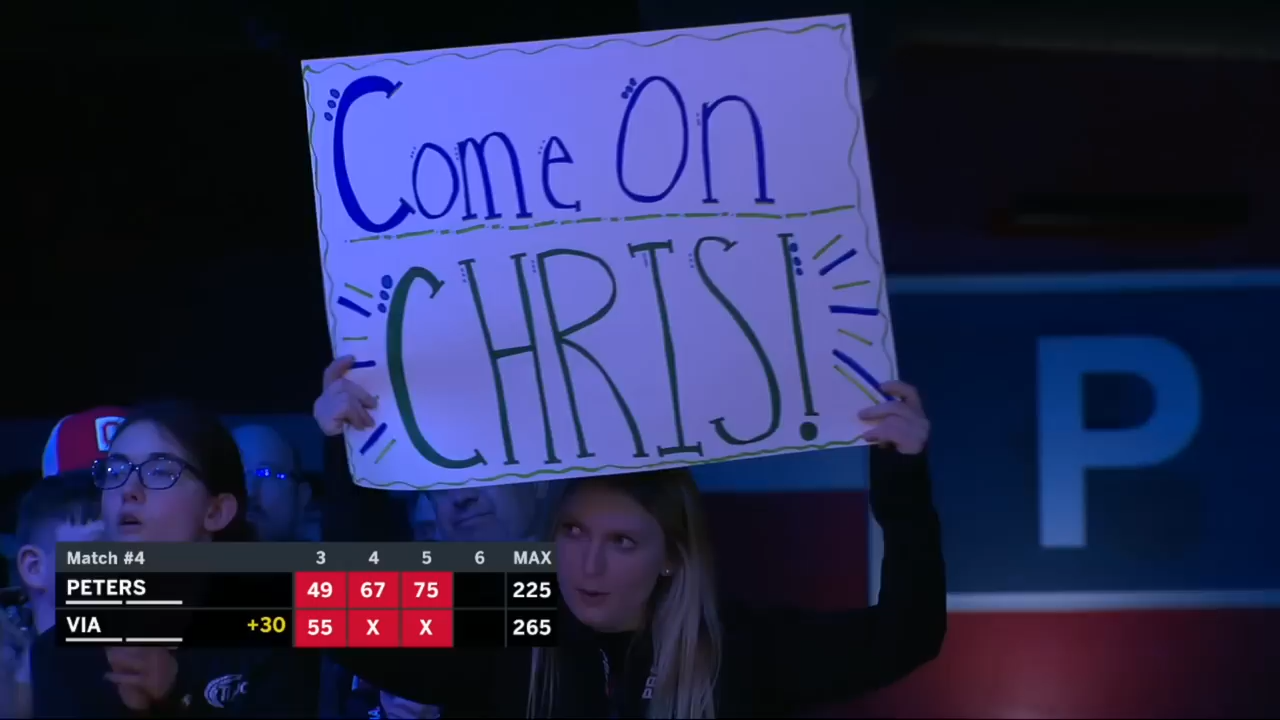 Come On
CHRIS!
P
Match #4 3 4 5 6 MAX
PETERS 49 67 75 225
VIA +30 55 X X 265